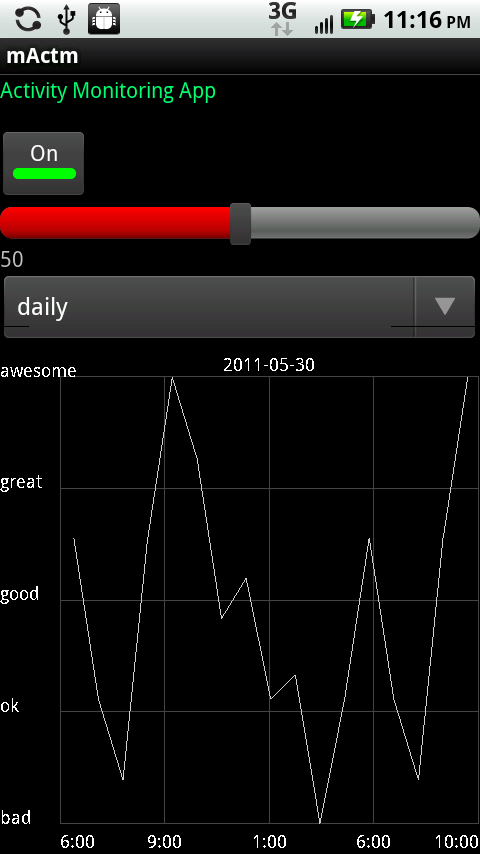 3G 11:16 PM
mActm
Activity Monitoring App
On
50
daily
2011-05-30
awesome
great
good
ok
bad
6:00 9:00 1:00 6:00 10:00